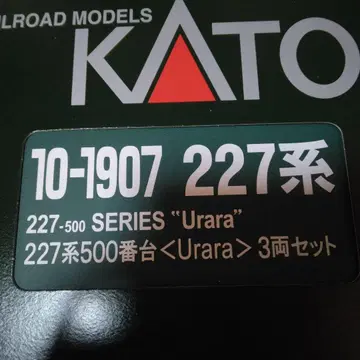 ILROAD MODELS
KATO
10-1907 227系
227-500 SERIES "Urara"
227系500番台<Urara>3両セット